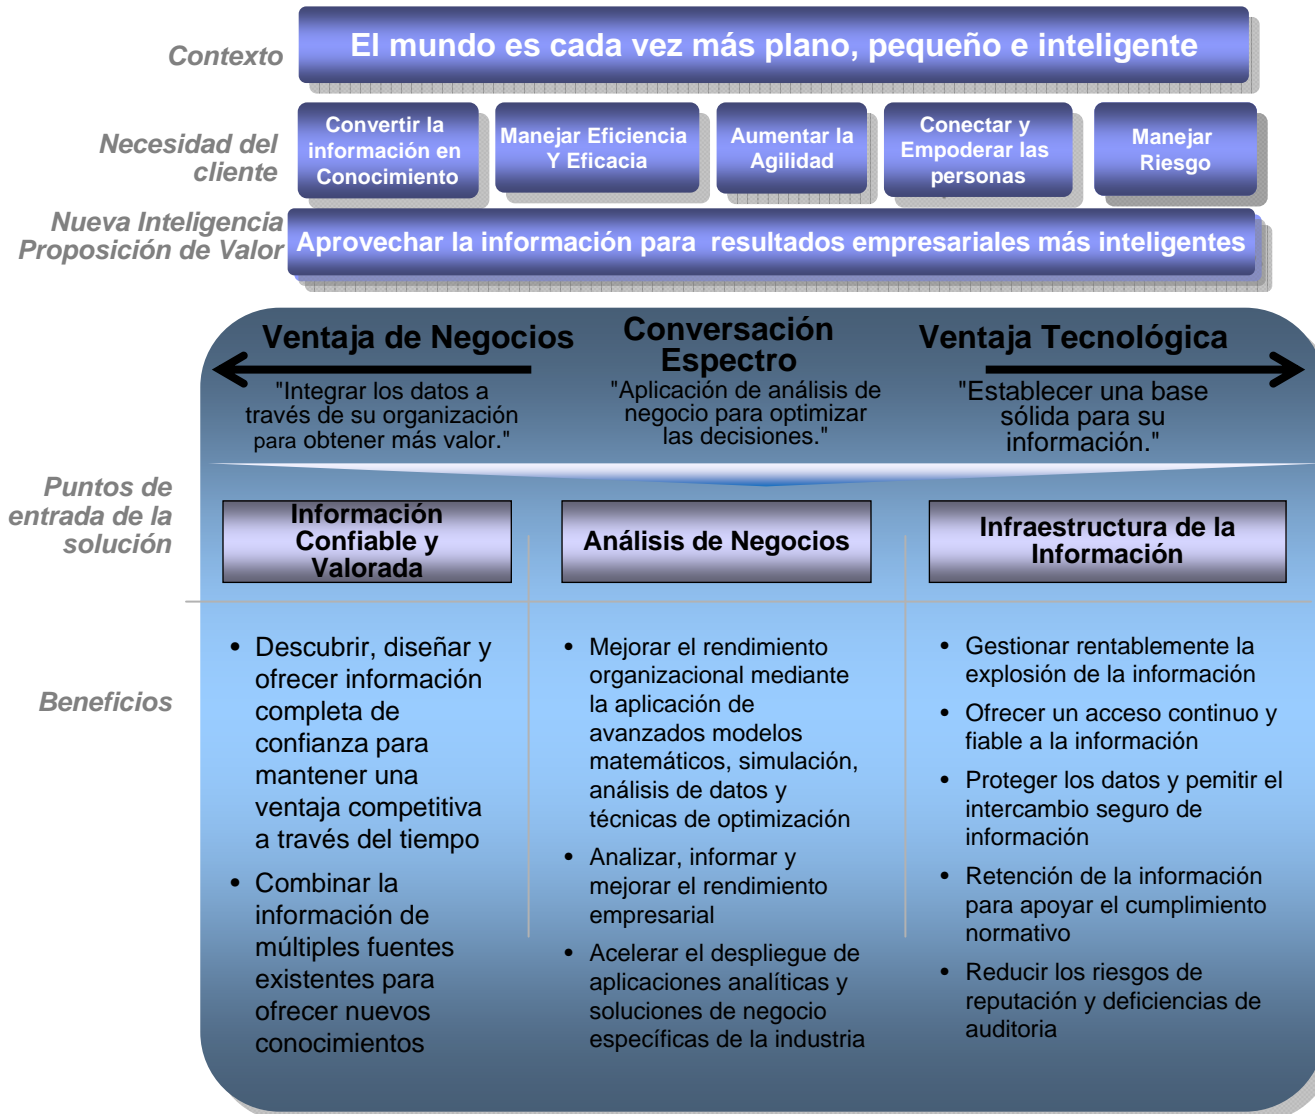 Contexto
El mundo es cada vez más plano, pequeño e inteligente
Necesidad del
cliente
Convertir la
información en
Conocimiento
Manejar Eficiencia
Y Eficacia
Aumentar la
Agilidad
Conectar y
Empoderar las
personas
Manejar
Riesgo
Nueva Inteligencia
Proposición de Valor
Aprovechar la información para resultados empresariales más inteligentes
Ventaja de Negocios
"Integrar los datos a
través de su organización
para obtener más valor."
Conversación
Espectro
"Aplicación de análisis de
negocio para optimizar
las decisiones."
Ventaja Tecnológica
"Establecer una base
sólida para su
información."
Puntos de
entrada de la
solución
Información
Confiable y
Valorada
Análisis de Negocios
Infraestructura de la
Información
Beneficios
• Descubrir, diseñar y
ofrecer información
completa de
confianza para
mantener una
ventaja competitiva
a través del tiempo
• Combinar la
información de
múltiples fuentes
existentes para
ofrecer nuevos
conocimientos
• Mejorar el rendimiento
organizacional mediante
la aplicación de
avanzados modelos
matemáticos, simulación,
análisis de datos y
técnicas de optimización
• Analizar, informar y
mejorar el rendimiento
empresarial
• Acelerar el despliegue de
aplicaciones analíticas y
soluciones de negocio
específicas de la industria
• Gestionar rentablemente la
explosión de la información
• Ofrecer un acceso continuo y
fiable a la información
• Proteger los datos y pemitir el
intercambio seguro de
información
• Retención de la información
para apoyar el cumplimiento
normativo
• Reducir los riesgos de
reputación y deficiencias de
auditoria